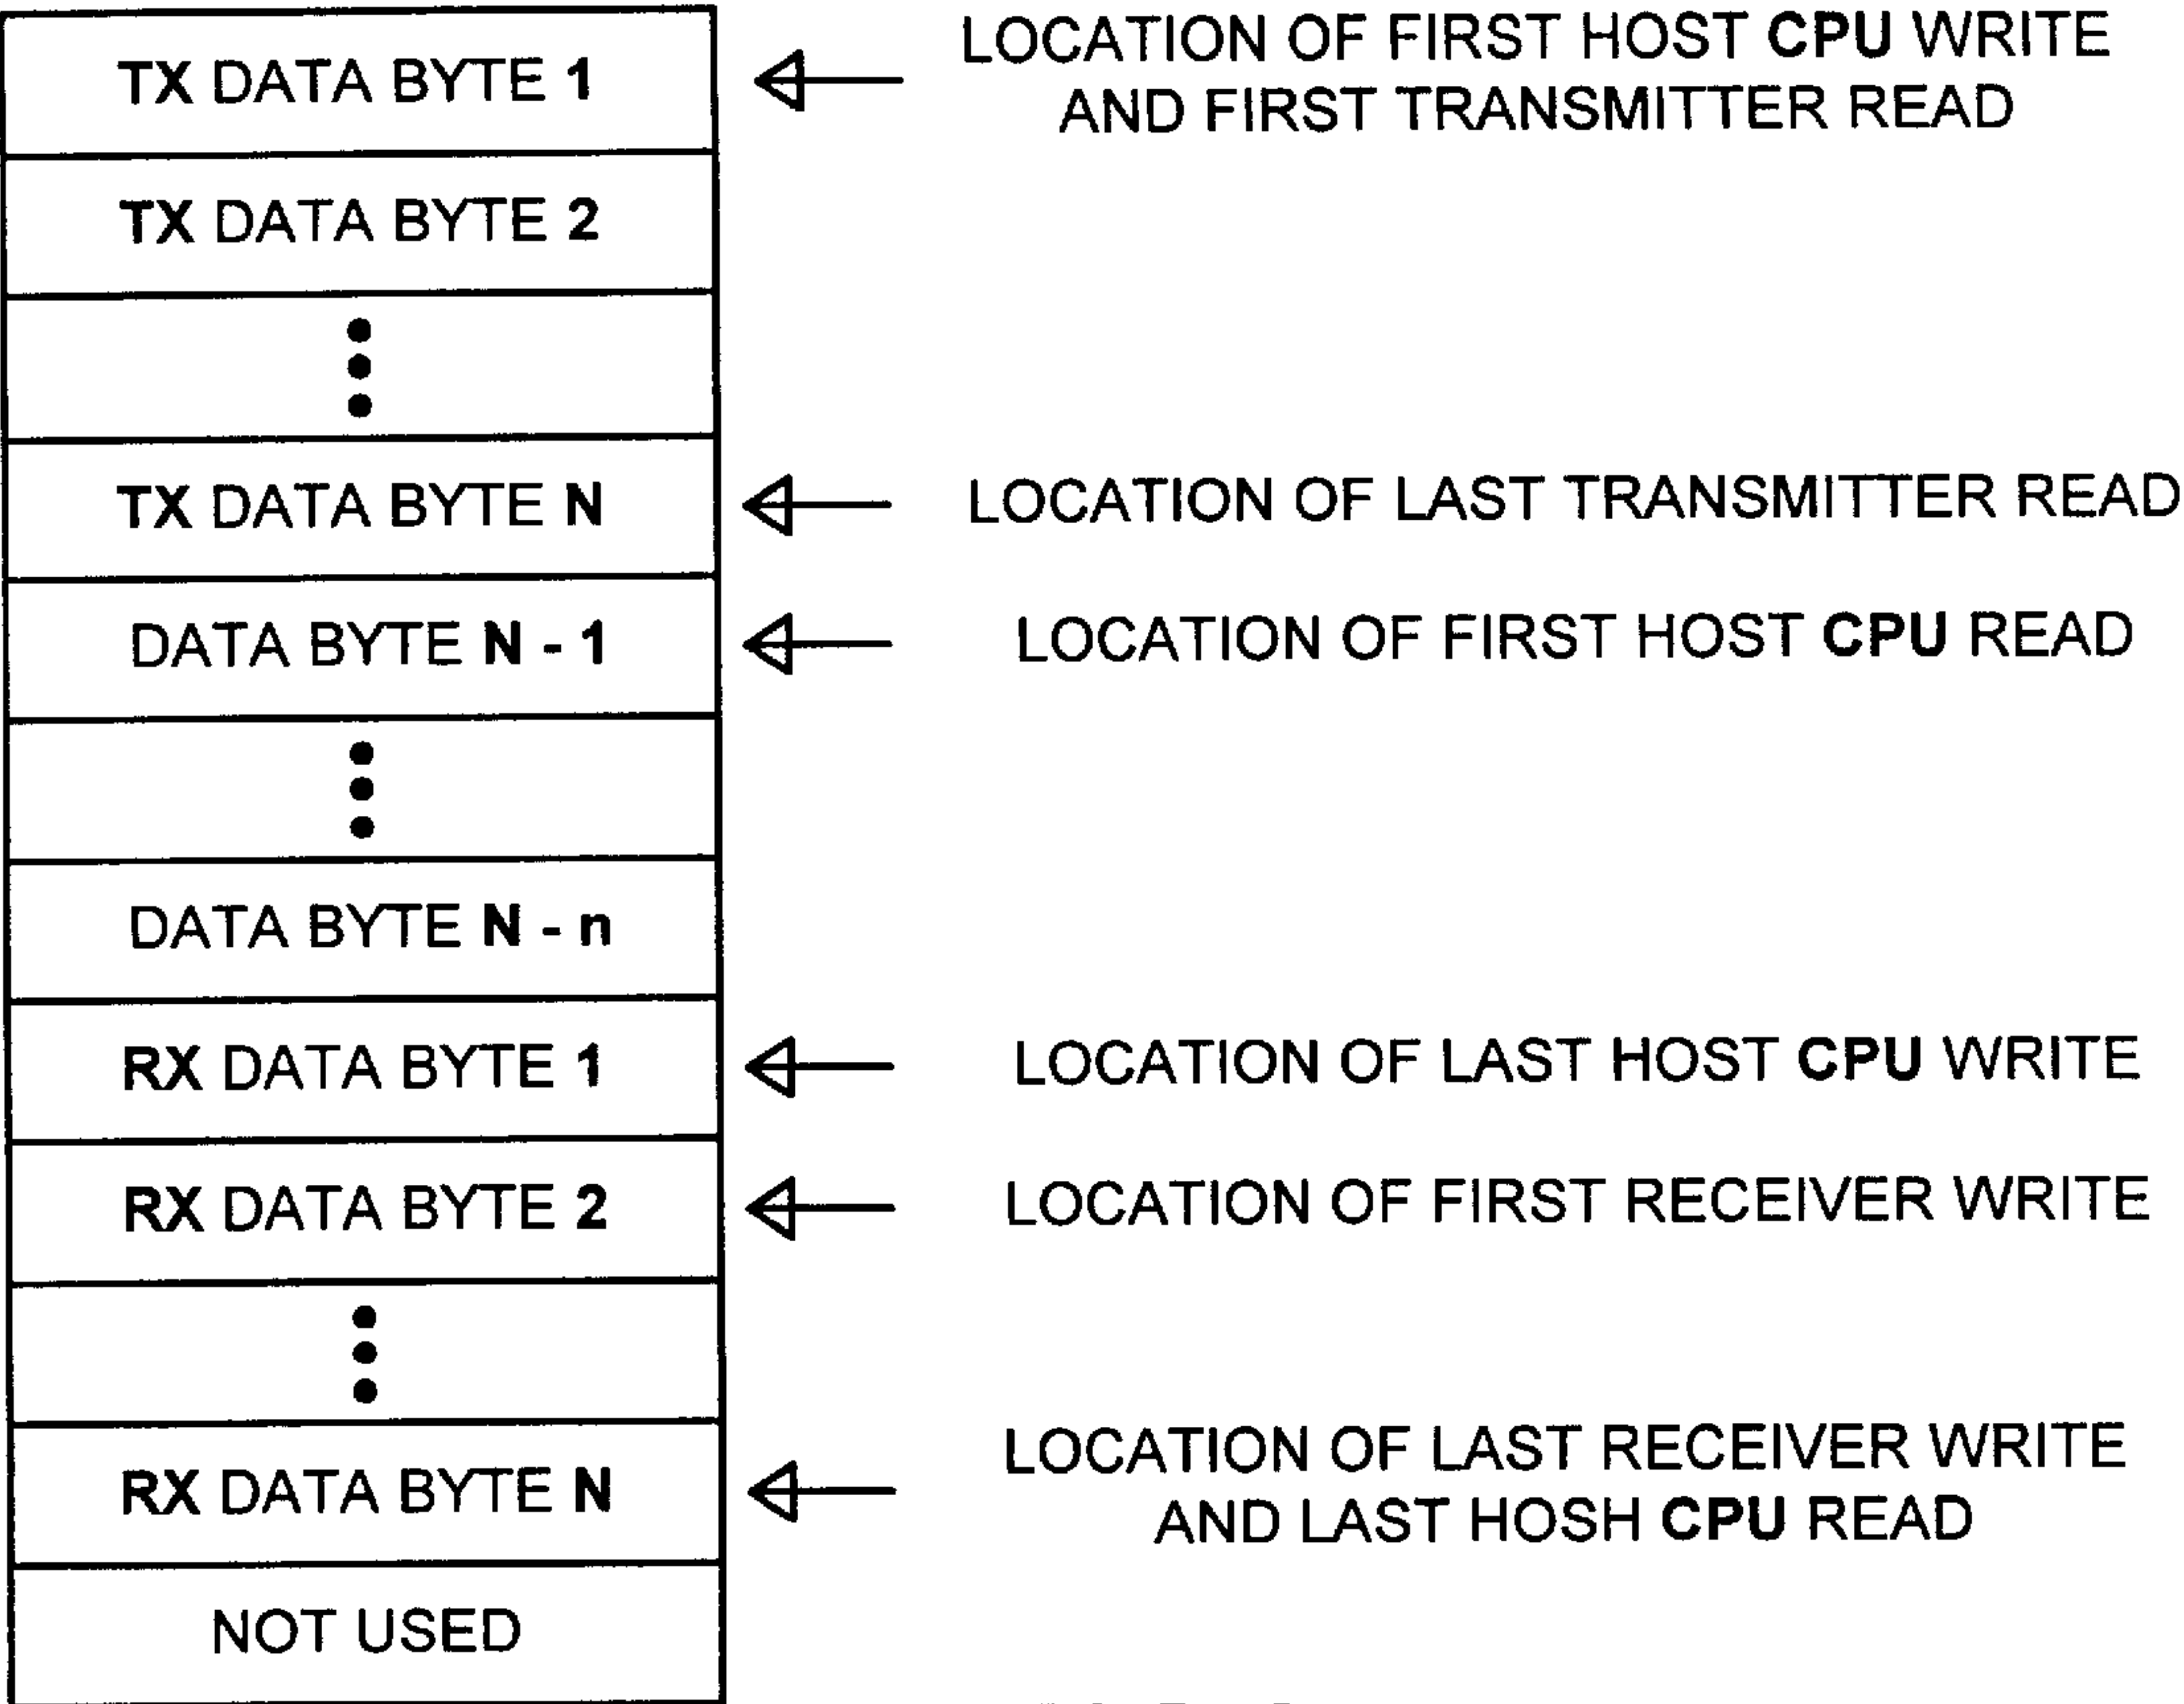 TX DATA BYTE 1
LOCATION OF FIRST HOST CPU WRITE
AND FIRST TRANSMITTER READ
TX DATA BYTE 2
TX DATA BYTE N
LOCATION OF LAST TRANSMITTER READ
DATA BYTE N - 1
LOCATION OF FIRST HOST CPU READ
DATA BYTE N - n
RX DATA BYTE 1
LOCATION OF LAST HOST CPU WRITE
RX DATA BYTE 2
LOCATION OF FIRST RECEIVER WRITE
RX DATA BYTE N
LOCATION OF LAST RECEIVER WRITE
AND LAST HOSH CPU READ
NOT USED